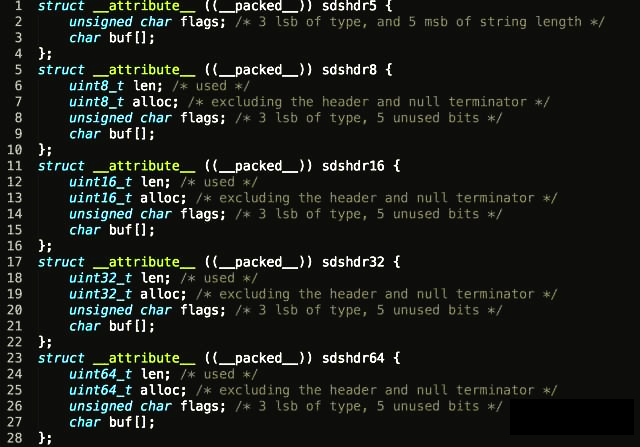 1 struct __attribute__ ((__packed__)) sdshdr5 {
2     unsigned char flags; /* 3 lsb of type, and 5 msb of string length */
3     char buf[];
4 };
5 struct __attribute__ ((__packed__)) sdshdr8 {
6     uint8_t len; /* used */
7     uint8_t alloc; /* excluding the header and null terminator */
8     unsigned char flags; /* 3 lsb of type, 5 unused bits */
9     char buf[];
10 };
11 struct __attribute__ ((__packed__)) sdshdr16 {
12     uint16_t len; /* used */
13     uint16_t alloc; /* excluding the header and null terminator */
14     unsigned char flags; /* 3 lsb of type, 5 unused bits */
15     char buf[];
16 };
17 struct __attribute__ ((__packed__)) sdshdr32 {
18     uint32_t len; /* used */
19     uint32_t alloc; /* excluding the header and null terminator */
20     unsigned char flags; /* 3 lsb of type, 5 unused bits */
21     char buf[];
22 };
23 struct __attribute__ ((__packed__)) sdshdr64 {
24     uint64_t len; /* used */
25     uint64_t alloc; /* excluding the header and null terminator */
26     unsigned char flags; /* 3 lsb of type, 5 unused bits */
27     char buf[];
28 };